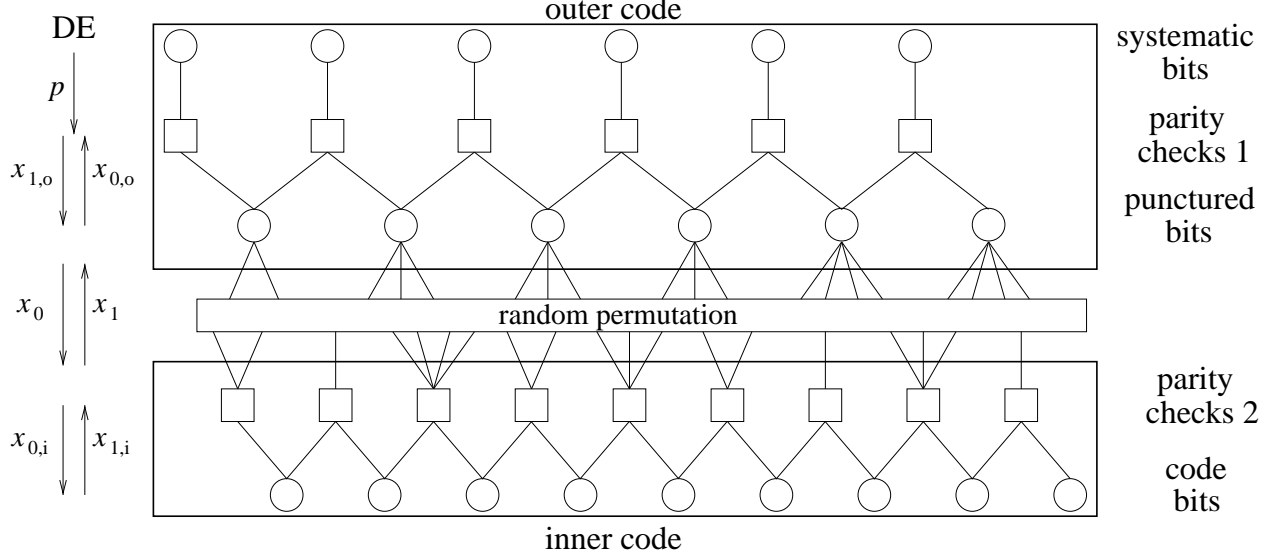 outer code
DE
p
x1,o
x0,o
x0
x1
x0,i
x1,i
systematic
bits
parity
checks 1
punctured
bits
random permutation
parity
checks 2
code
bits
inner code